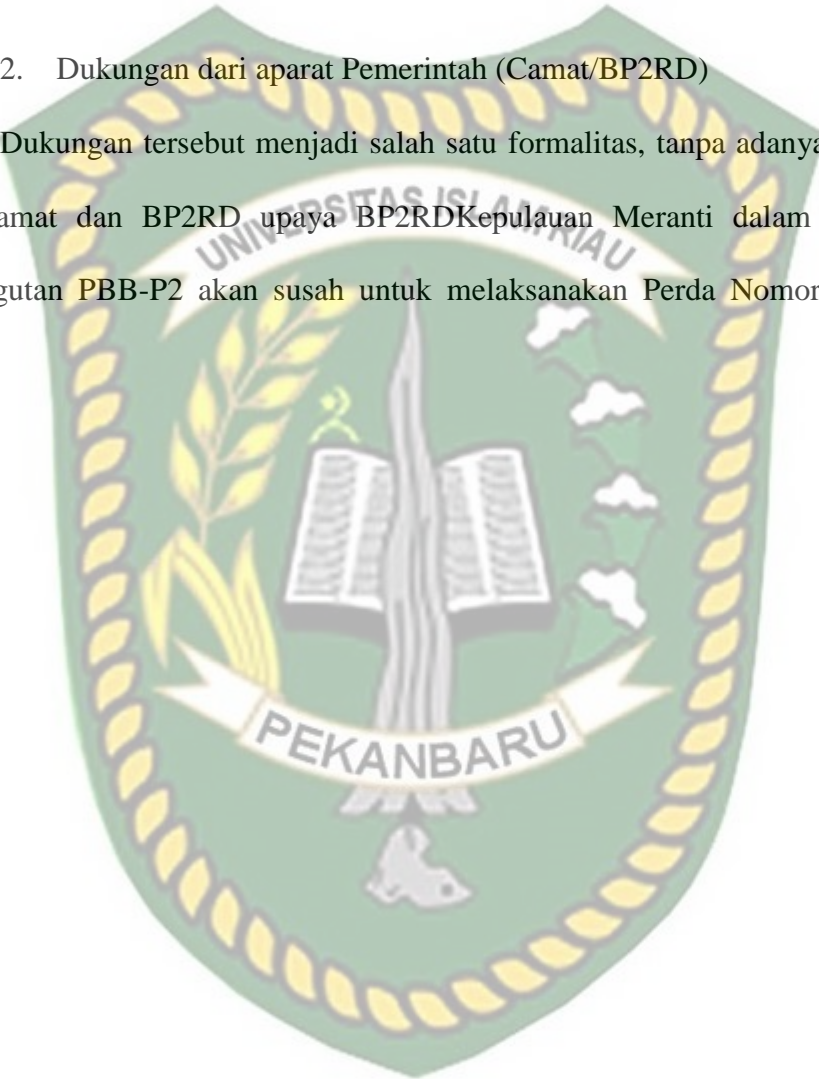 2. Dukungan dari aparat Pemerintah (Camat/BP2RD)
Dukungan tersebut menjadi salah satu formalitas, tanpa adanya
amat dan BP2RD upaya BP2RDKepulauan Meranti dalam
gutan PBB-P2 akan susah untuk melaksanakan Perda Nomor
UNIVERSITAS ISLAM RIAU
PEKANBARU